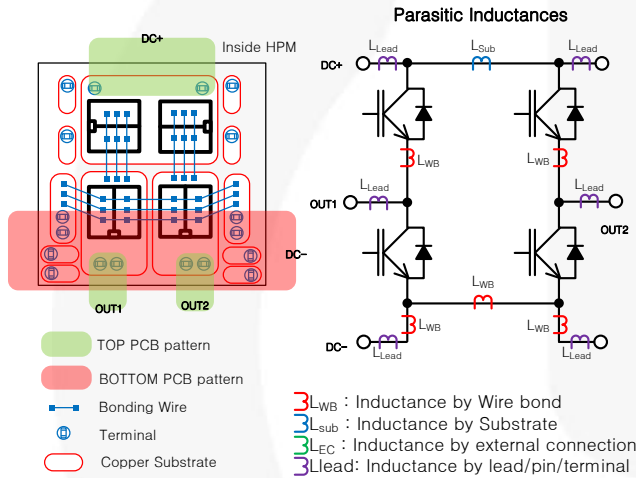 Parasitic Inductances
DC+
Inside HPM
DC-
OUT1
OUT2
TOP PCB pattern
BOTTOM PCB pattern
Bonding Wire
Terminal
Copper Substrate
LLead
LSub
LLead
DC+
LWB
LWB
LLead
LLead
OUT1
OUT2
LWB
LWB
LWB
DC-
LLead
LLead
LWB : Inductance by Wire bond
Lsub : Inductance by Substrate
LEC : Inductance by external connection
Llead: Inductance by lead/pin/terminal